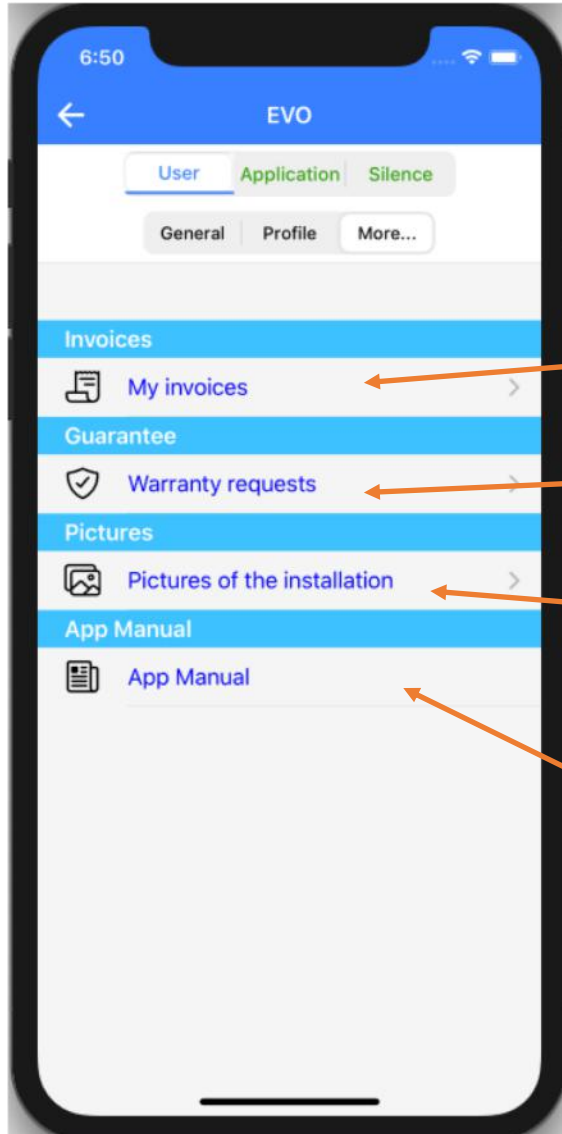 6:50
EVO
User Application Silence
General Profile More...
Invoices
My invoices
Guarantee
Warranty requests
Pictures
Pictures of the installation
App Manual
App Manual